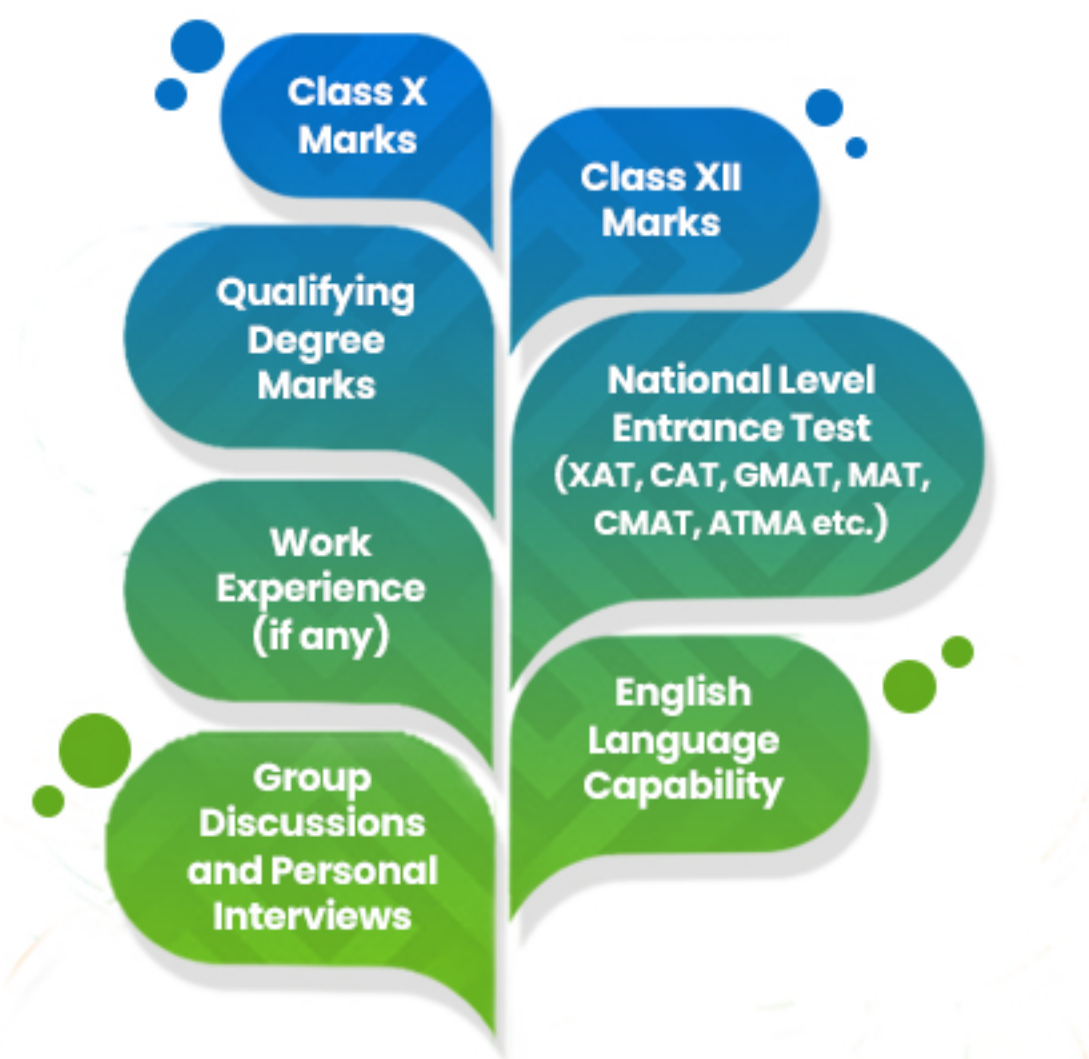 Class X
Marks
Class XII
Marks
Qualifying
Degree
Marks
National Level
Entrance Test
(XAT, CAT, GMAT, MAT,
CMAT, ATMA etc.)
Work
Experience
(if any)
English
Language
Capability
Group
Discussions
and Personal
Interviews